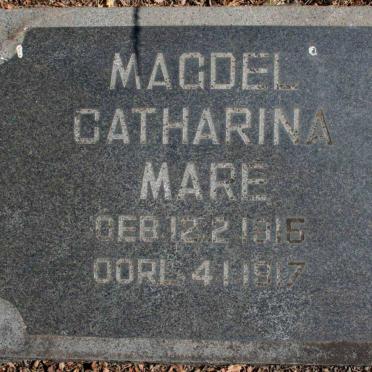 MAGDEL
CATHARINA
MARE
GEB. 12.2.1916
OORL. 4.1.1917